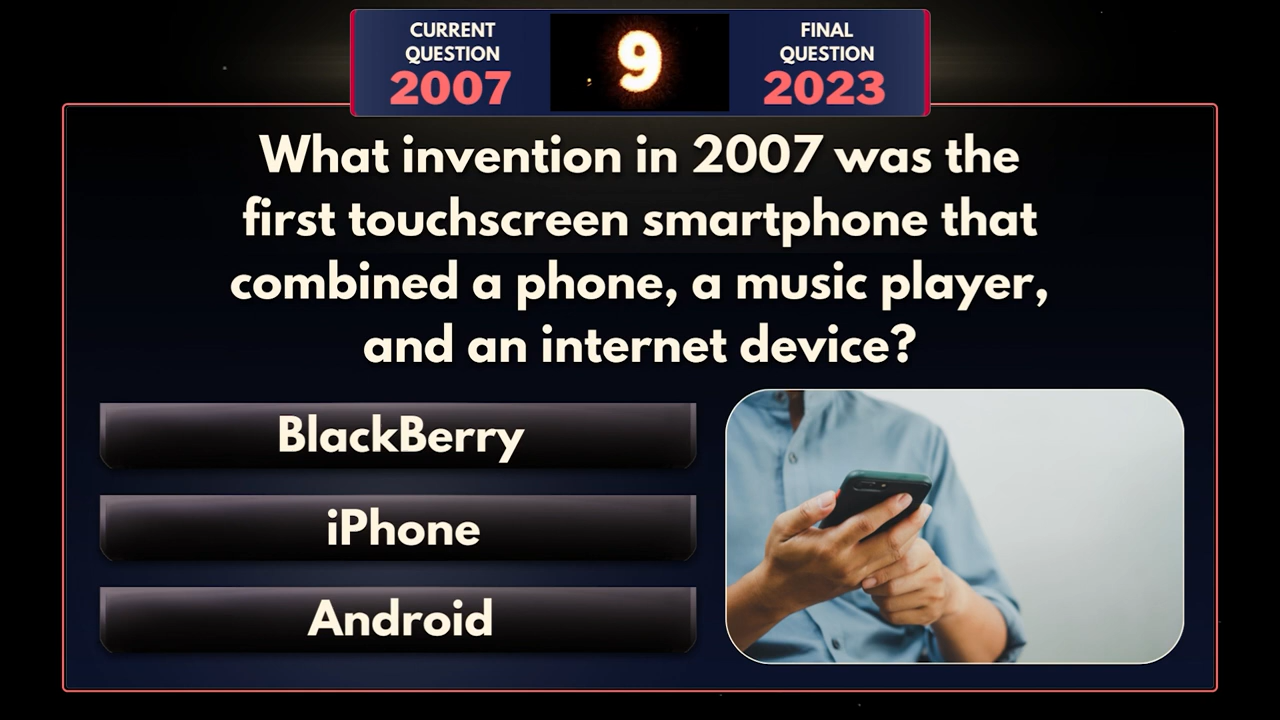 CURRENT
QUESTION
2007
9
FINAL
QUESTION
2023
What invention in 2007 was the
first touchscreen smartphone that
combined a phone, a music player,
and an internet device?
BlackBerry
iPhone
Android